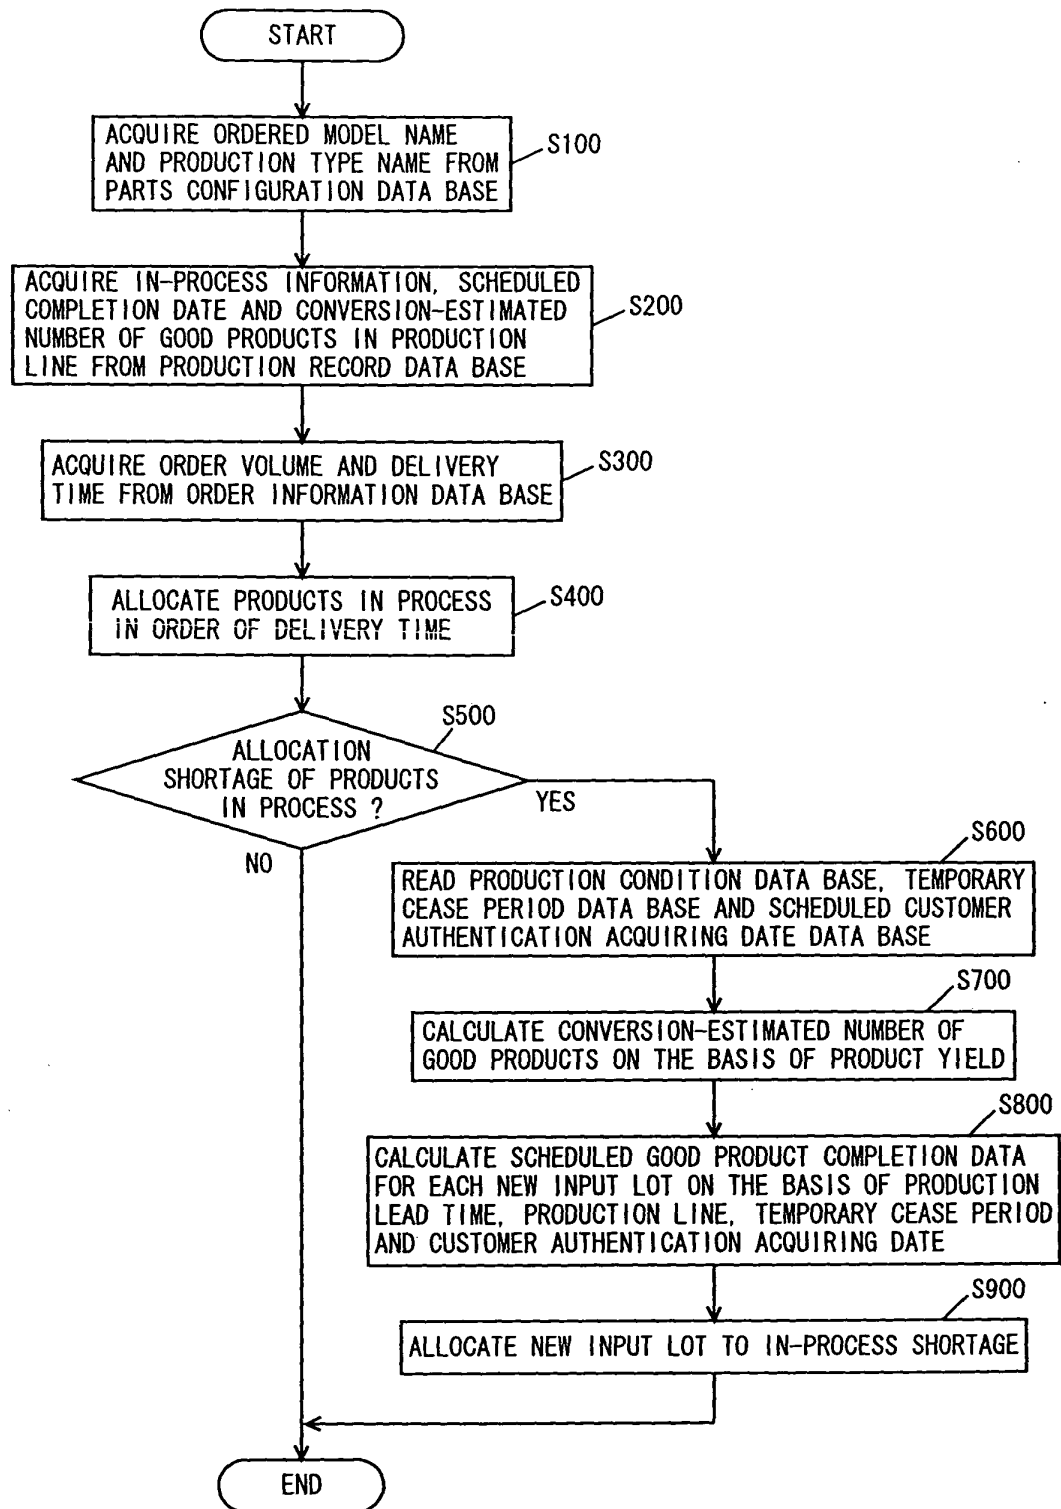 START
ACQUIRE ORDERED MODEL NAME
AND PRODUCTION TYPE NAME FROM
PARTS CONFIGURATION DATA BASE
S100
ACQUIRE IN-PROCESS INFORMATION, SCHEDULED
COMPLETION DATE AND CONVERSION-ESTIMATED
NUMBER OF GOOD PRODUCTS IN PRODUCTION
LINE FROM PRODUCTION RECORD DATA BASE
S200
ACQUIRE ORDER VOLUME AND DELIVERY
TIME FROM ORDER INFORMATION DATA BASE
S300
ALLOCATE PRODUCTS IN PROCESS
IN ORDER OF DELIVERY TIME
S400
S500
ALLOCATION
SHORTAGE OF PRODUCTS
IN PROCESS ?
YES
NO
S600
READ PRODUCTION CONDITION DATA BASE, TEMPORARY
CEASE PERIOD DATA BASE AND SCHEDULED CUSTOMER
AUTHENTICATION ACQUIRING DATE DATA BASE
S700
CALCULATE CONVERSION-ESTIMATED NUMBER OF
GOOD PRODUCTS ON THE BASIS OF PRODUCT YIELD
S800
CALCULATE SCHEDULED GOOD PRODUCT COMPLETION DATA
FOR EACH NEW INPUT LOT ON THE BASIS OF PRODUCTION
LEAD TIME, PRODUCTION LINE, TEMPORARY CEASE PERIOD
AND CUSTOMER AUTHENTICATION ACQUIRING DATE
S900
ALLOCATE NEW INPUT LOT TO IN-PROCESS SHORTAGE
END